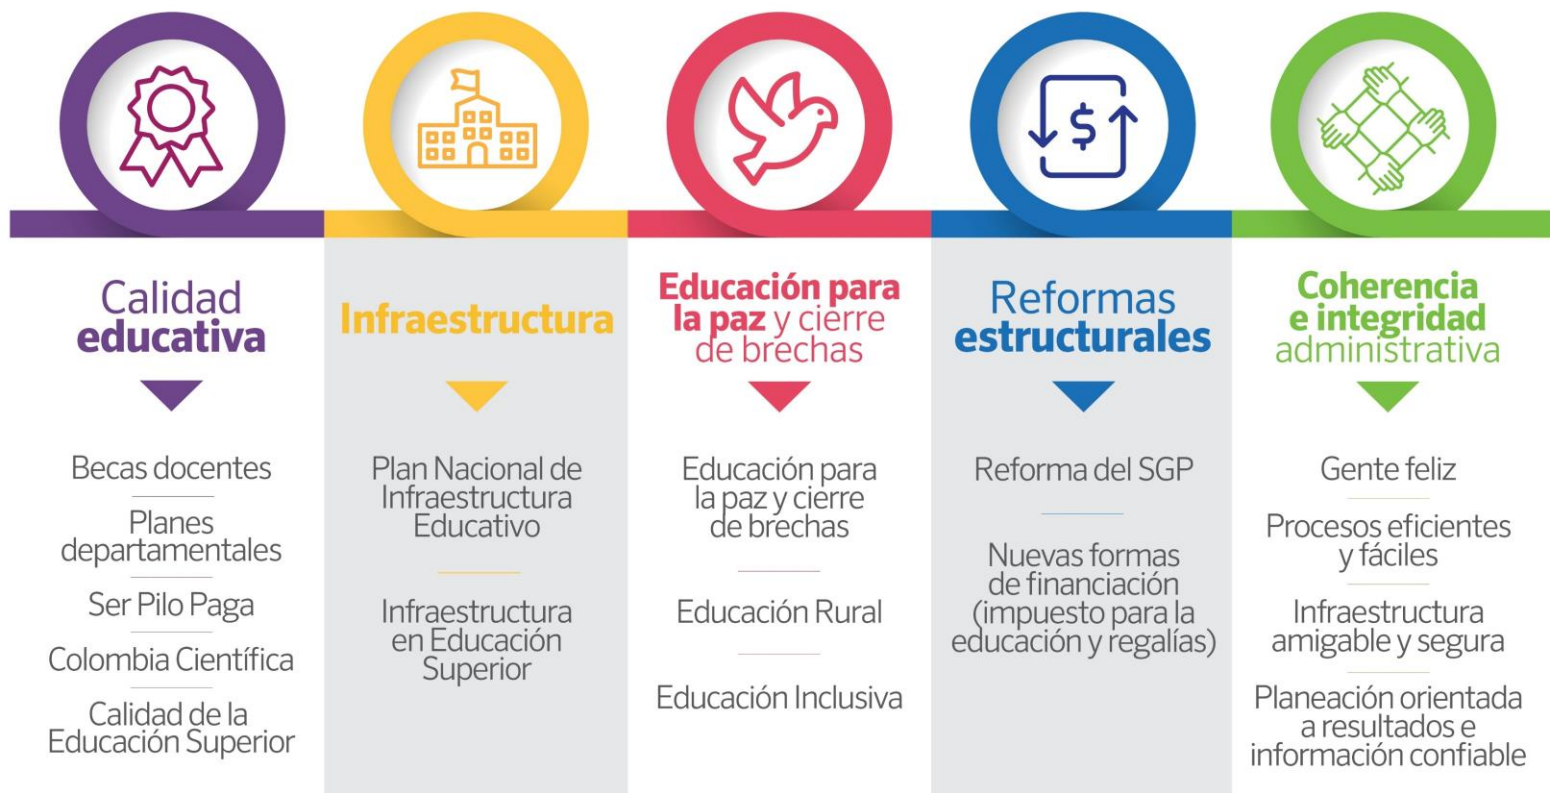 Calidad
educativa
Becas docentes
Planes
departamentales
Ser Pilo Paga
Colombia Científica
Calidad de la
Educación Superior
Infraestructura
Plan Nacional de
Infraestructura
Educativo
Infraestructura
en Educación
Superior
Educación para
la paz y cierre
de brechas
Educación para
la paz y cierre
de brechas
Educación Rural
Educación Inclusiva
$
Reformas
estructurales
Reforma del SGP
Nuevas formas
de financiación
(impuesto para la
educación y regalías)
Coherencia
e integridad
administrativa
Gente feliz
Procesos eficientes
y fáciles
Infraestructura
amigable y segura
Planeación orientada
a resultados e
información confiable